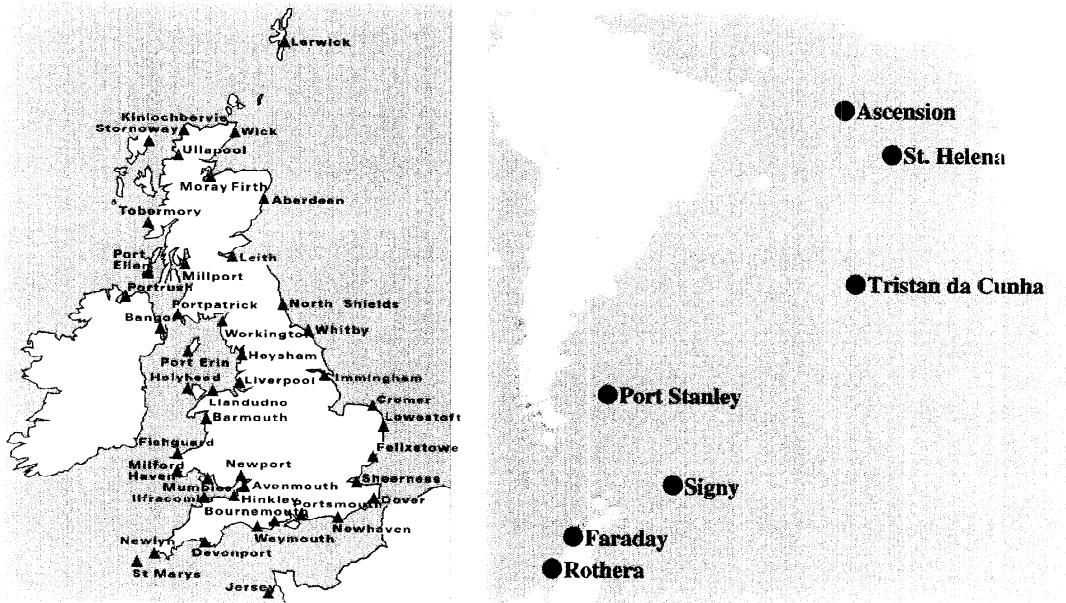 Lerwick
Kinlochbervie
Stornoway
Wick
Ullapool
Moray Firth
Aberdeen
Tobermory
Port
Ellen
Leith
Millport
Portrush
Portpatrick
North Shields
Bangor
Whitby
Workington
Heysham
Port Erin
Holyhead
Liverpool
Immingham
Llandudno
Cromer
Barmouth
Lowestoft
Fishguard
Felixstowe
Milford
Haven
Newport
Mumbles
Avonmouth
Sheerness
Ilfracombe
Hinkley
Dover
Portsmouth
Bournemouth
Newhaven
Weymouth
Newlyn
Devonport
St Marys
Jersey
Ascension
St. Helena
Tristan da Cunha
Port Stanley
Signy
Faraday
Rothera